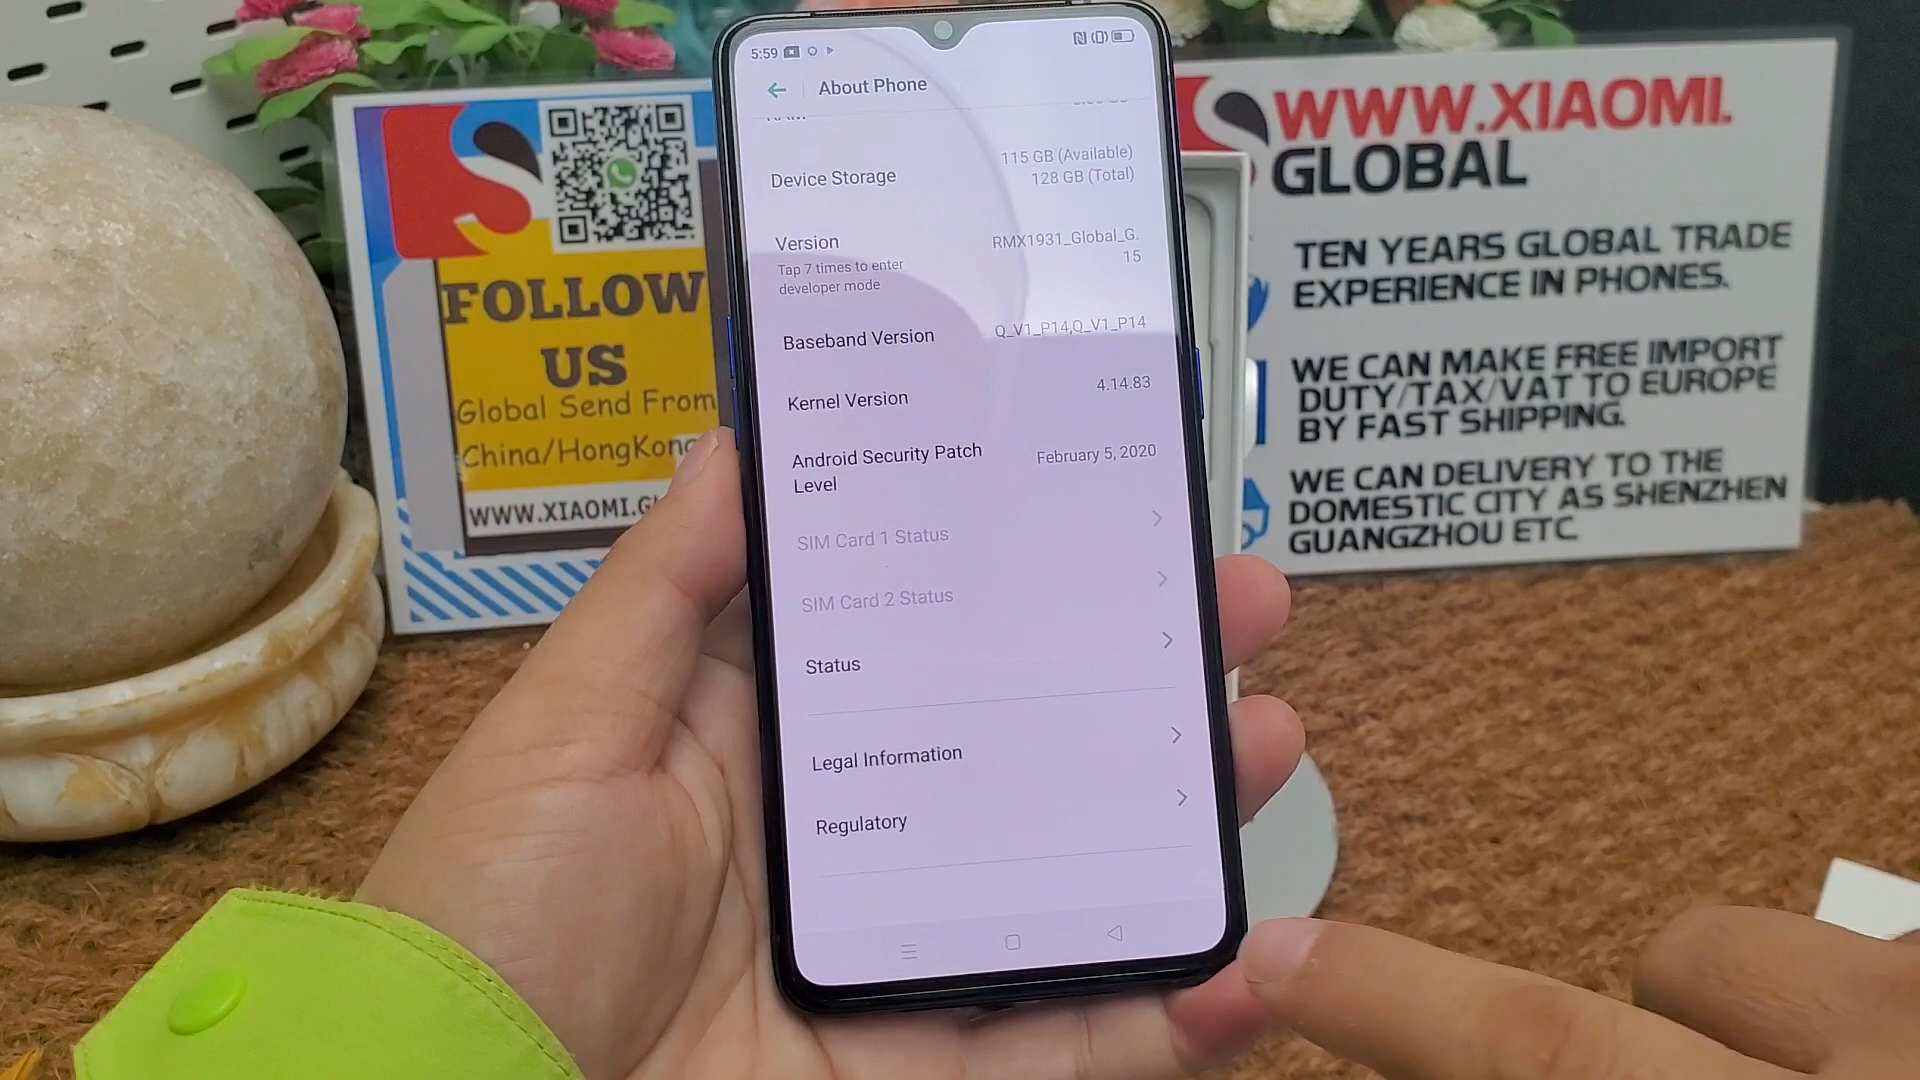 5:59
About Phone
Device Storage
115 GB (Available)
128 GB (Total)
Version
Tap 7 times to enter
developer mode
RMX1931_Global_G.
15
Baseband Version
Q_V1_P14,Q_V1_P14
Kernel Version
4.14.83
Android Security Patch
Level
February 5, 2020
SIM Card 1 Status
SIM Card 2 Status
Status
Legal Information
Regulatory
FOLLOW
US
Global Send From
China/HongKong
WWW.XIAOMI.G
WWW.XIAOMI.
GLOBAL
TEN YEARS GLOBAL TRADE
EXPERIENCE IN PHONES.
WE CAN MAKE FREE IMPORT
DUTY/TAX/VAT TO EUROPE
BY FAST SHIPPING.
WE CAN DELIVERY TO THE
DOMESTIC CITY AS SHENZHEN
GUANGZHOU ETC